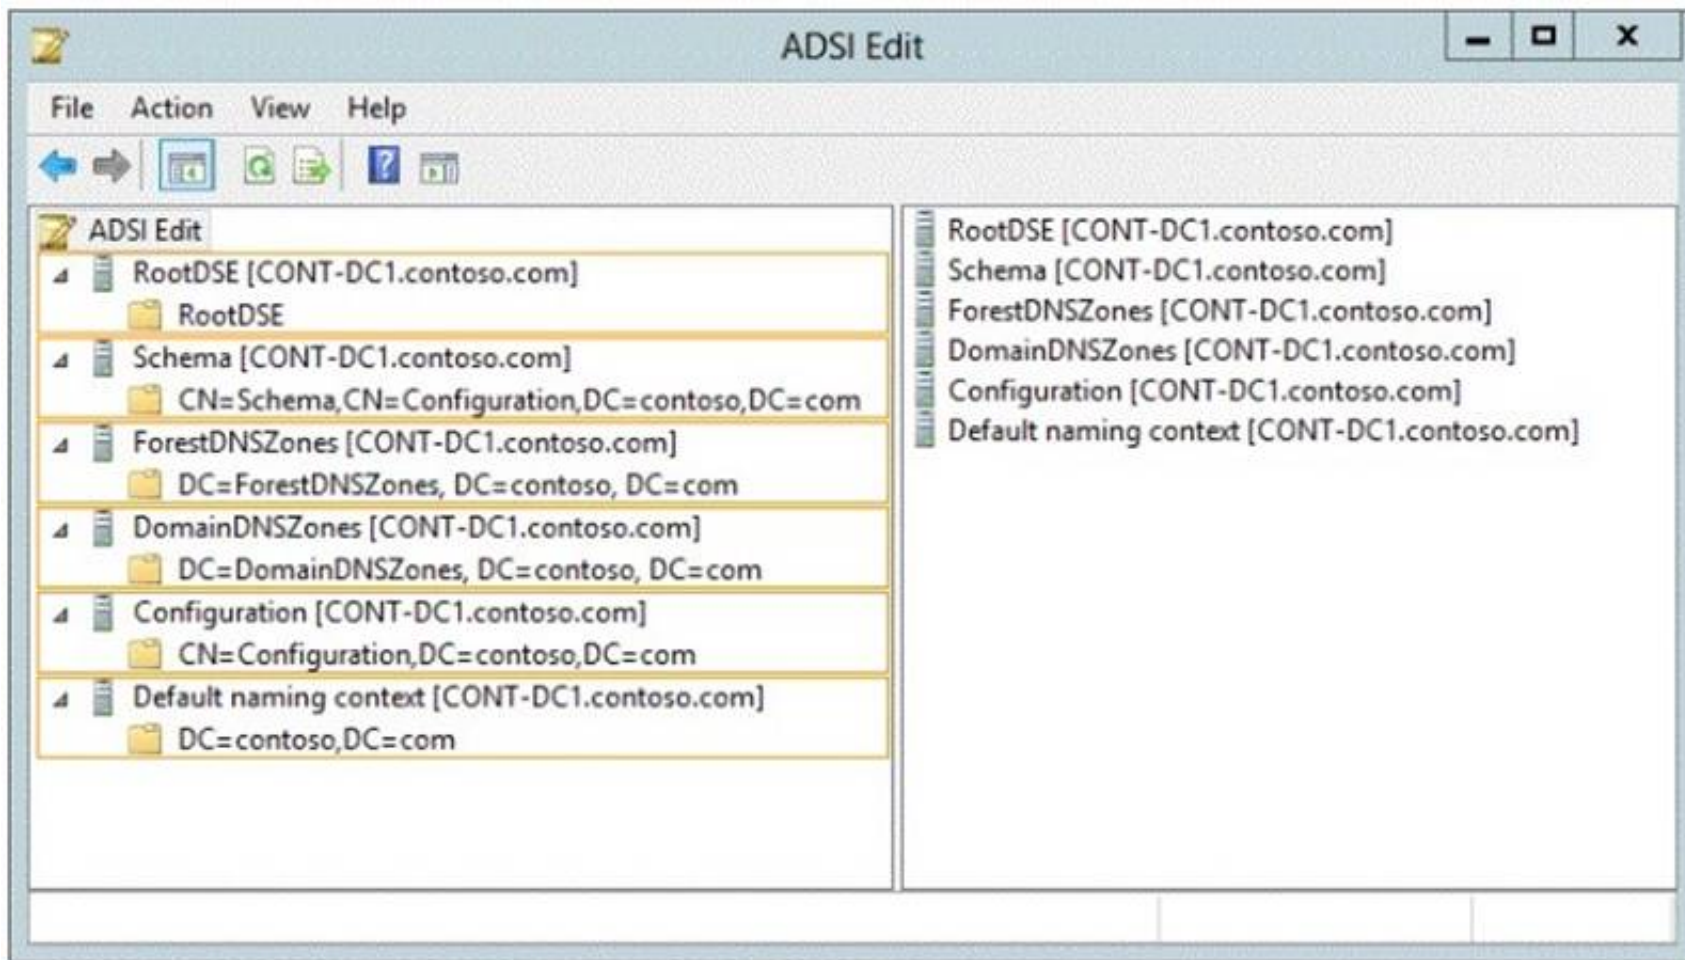 ADSI Edit
File Action View Help
ADSI Edit
RootDSE [CONT-DC1.contoso.com]
RootDSE
Schema [CONT-DC1.contoso.com]
CN=Schema,CN=Configuration,DC=contoso,DC=com
ForestDNSZones [CONT-DC1.contoso.com]
DC=ForestDNSZones, DC=contoso, DC=com
DomainDNSZones [CONT-DC1.contoso.com]
DC=DomainDNSZones, DC=contoso, DC=com
Configuration [CONT-DC1.contoso.com]
CN=Configuration,DC=contoso,DC=com
Default naming context [CONT-DC1.contoso.com]
DC=contoso,DC=com
RootDSE [CONT-DC1.contoso.com]
Schema [CONT-DC1.contoso.com]
ForestDNSZones [CONT-DC1.contoso.com]
DomainDNSZones [CONT-DC1.contoso.com]
Configuration [CONT-DC1.contoso.com]
Default naming context [CONT-DC1.contoso.com]